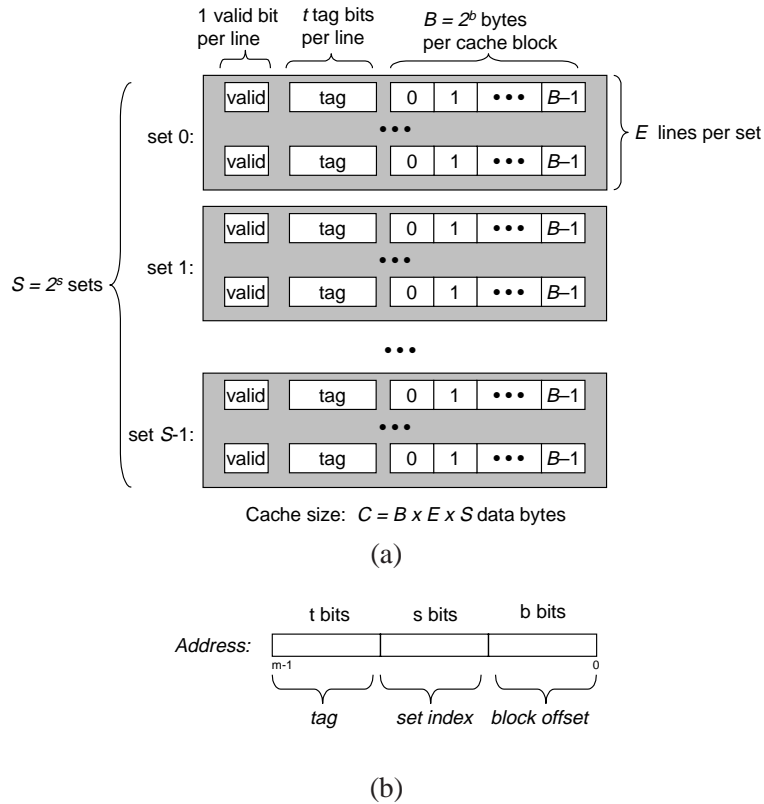 1 valid bit per line
t tag bits per line
B = 2^b bytes per cache block
valid tag 0 1 ••• B–1
set 0: •••
valid tag 0 1 ••• B–1
E lines per set
valid tag 0 1 ••• B–1
set 1: •••
valid tag 0 1 ••• B–1
S = 2^s sets
•••
valid tag 0 1 ••• B–1
set S-1: •••
valid tag 0 1 ••• B–1
Cache size: C = B x E x S data bytes
(a)
t bits s bits b bits
Address:
m-1 0
tag set index block offset
(b)